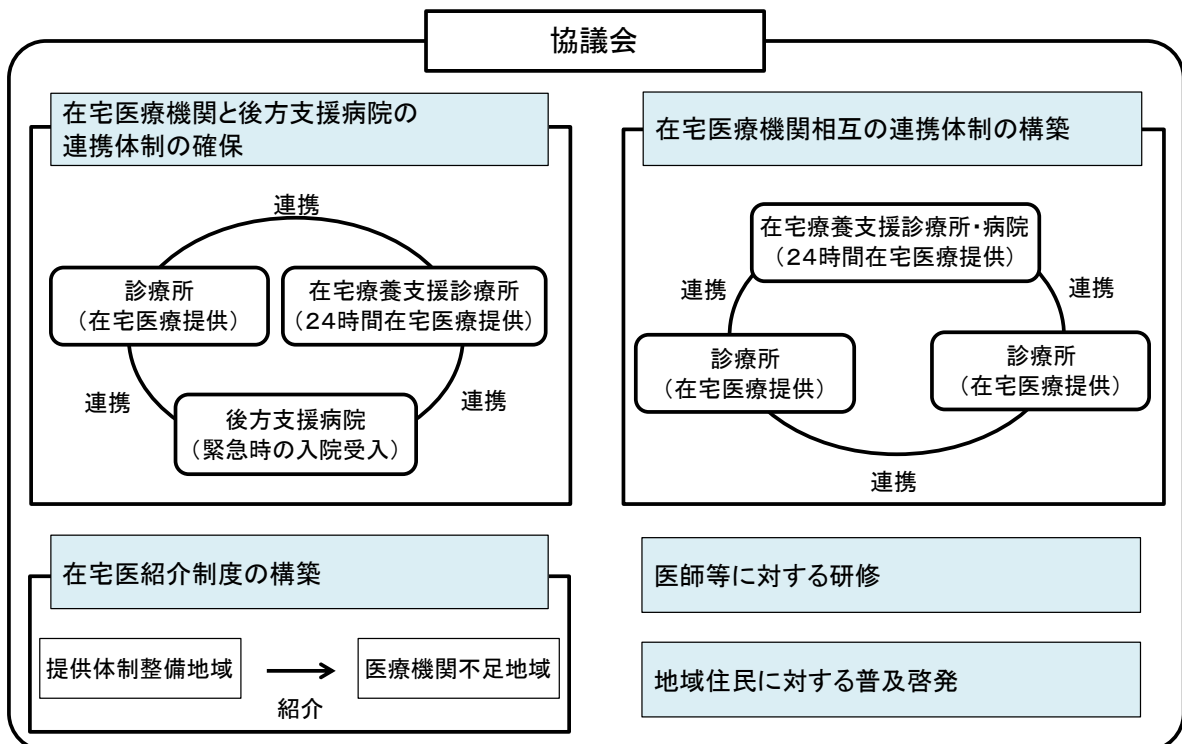 協議会
在宅医療機関と後方支援病院の
連携体制の確保
連携
診療所
（在宅医療提供）
在宅療養支援診療所
（２４時間在宅医療提供）
連携
連携
後方支援病院
（緊急時の入院受入）
在宅医療機関相互の連携体制の構築
在宅療養支援診療所・病院
（２４時間在宅医療提供）
連携
連携
診療所
（在宅医療提供）
診療所
（在宅医療提供）
連携
在宅医紹介制度の構築
提供体制整備地域
医療機関不足地域
紹介
医師等に対する研修
地域住民に対する普及啓発